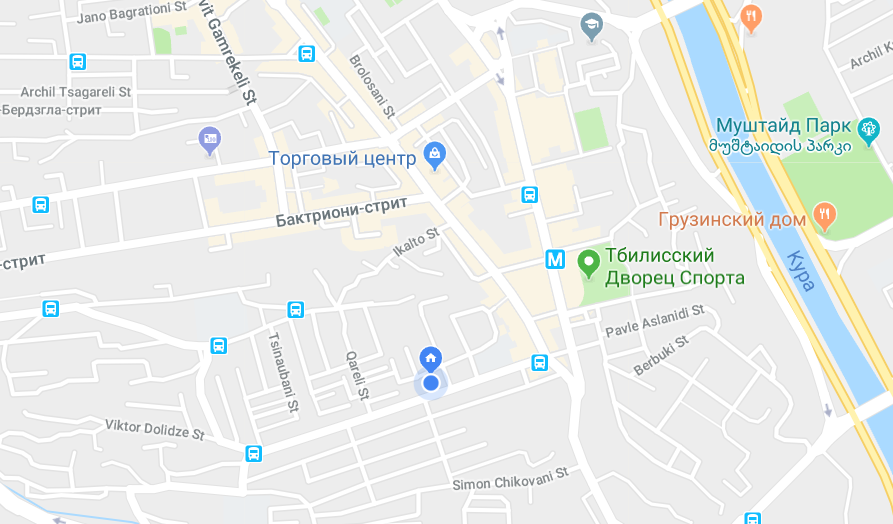 Jano Bagrationi St
vit Gamrekeli St
Brolosani St
Archil K
Archil Tsagareli St
-Бердзгла-стрит
Муштайд Парк
მუშტაიდის პარკი
Торговый центр
Бактриони-стрит
Грузинский дом
Ikalto St
-стрит
M
Тбилисский
Дворец Спорта
Кура
Pavle Aslanidl St
Berbuki St
Tsinaubani St
Qareli St
Viktor Dolidze St
Simon Chikovani St